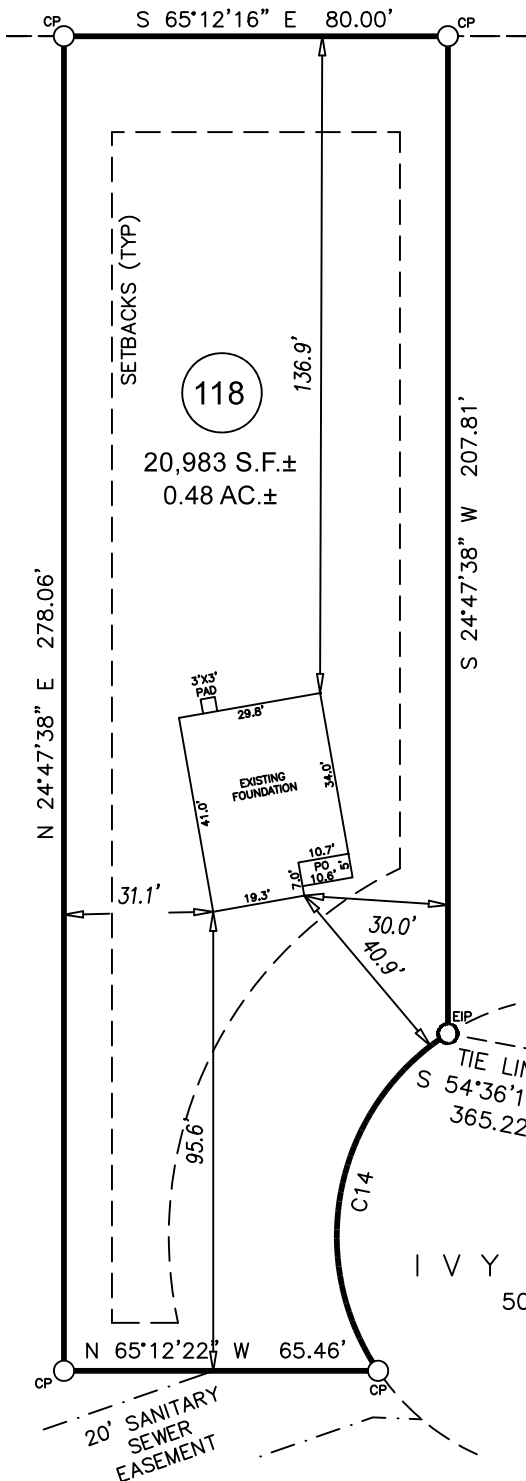 CP
S 65°12'16" E 80.00'
CP
SETBACKS (TYP)
136.9'
118
20,983 S.F.±
0.48 AC.±
N 24°47'38" E 278.06'
S 24°47'38" W 207.81'
3'X3'
PAD
29.8'
EXISTING
FOUNDATION
34.0'
41.0'
10.7'
PO
5'
7.0'
10.6'
19.3'
31.1'
30.0'
40.9'
EIP
TIE LIN
S 54°36'1
365.22
95.6'
C14
I V Y
50
N 65°12'22" W 65.46'
CP
CP
20' SANITARY
SEWER
EASEMENT